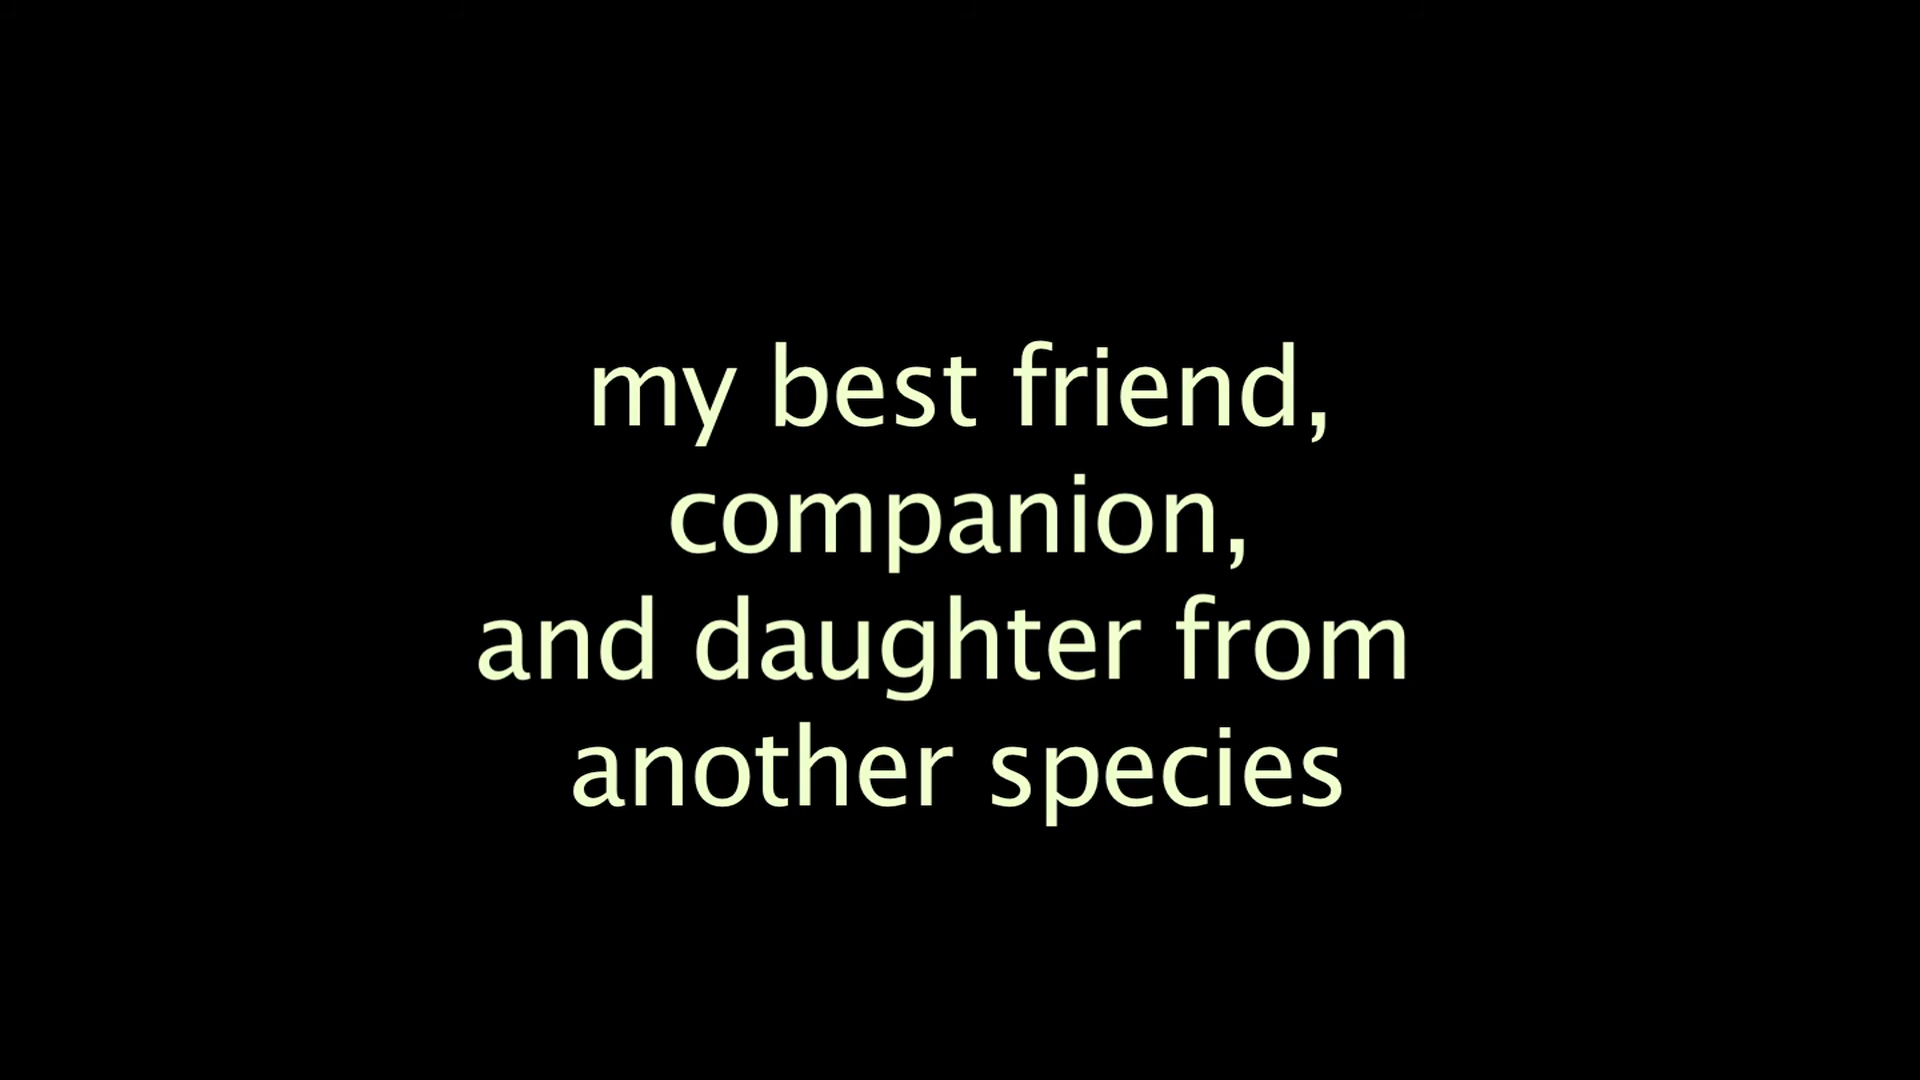 my best friend,
companion,
and daughter from
another species